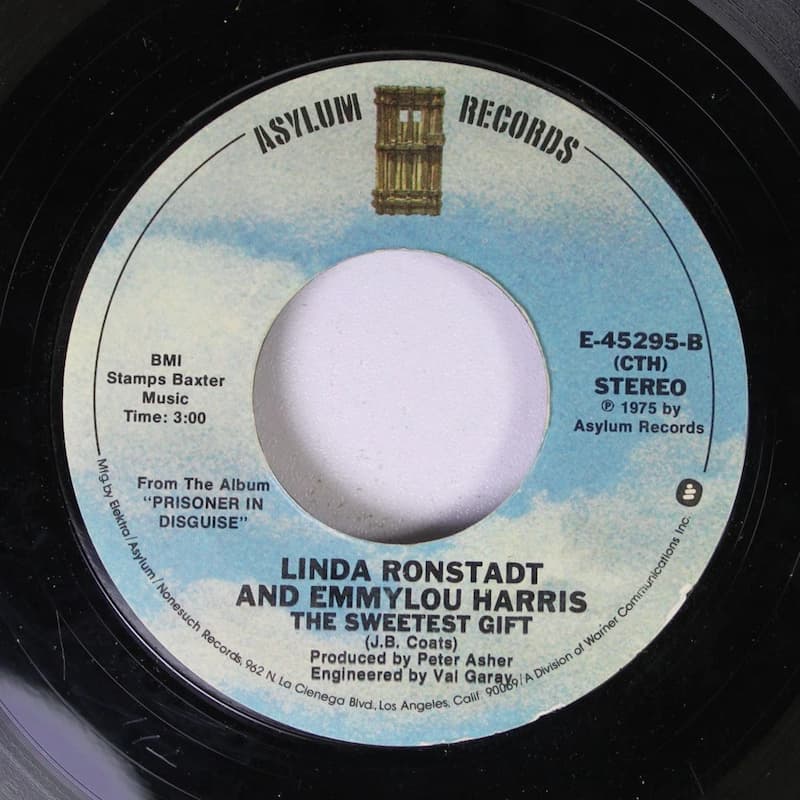 ASYLUM RECORDS
BMI
Stamps Baxter
Music
Time: 3:00
E-45295-B
(CTH)
STEREO
℗ 1975 by
Asylum Records
From The Album
"PRISONER IN
DISGUISE"
LINDA RONSTADT
AND EMMYLOU HARRIS
THE SWEETEST GIFT
(J.B. Coats)
Produced by Peter Asher
Engineered by Val Garay
Mfg. by Elektra/Asylum/Nonesuch Records, 962 N. La Cienega Blvd., Los Angeles, Calif. 90069/A Division of Warner Communications Inc.